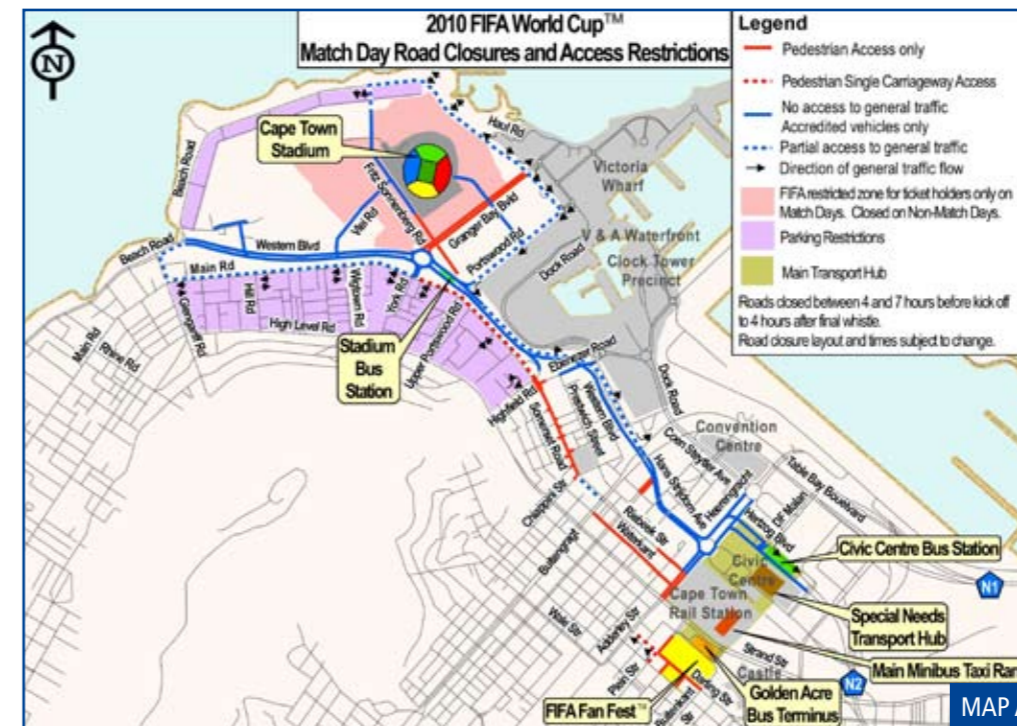 2010 FIFA World Cup™
Match Day Road Closures and Access Restrictions
N
Legend
Pedestrian Access only
Pedestrian Single Carriageway Access
No access to general traffic
Accredited vehicles only
Partial access to general traffic
Direction of general traffic flow
FIFA restricted zone for ticket holders only on
Match Days. Closed on Non-Match Days.
Parking Restrictions
Main Transport Hub
Roads closed between 4 and 7 hours before kick off
to 4 hours after final whistle.
Road closure layout and times subject to change.
Cape Town
Stadium
Haul Rd
Beach Road
Fritz Sonnenberg Rd
Victoria
Wharf
Granger Bay Blvd
Vlei Rd
Portswood Rd
V & A Waterfront
Clock Tower
Precinct
Dock Road
Beach Road
Western Blvd
Main Rd
Wigtown Rd
York Rd
Hill Rd
Glengariff Rd
High Level Rd
Upper Portswood Rd
Main Rd
Rhine Rd
Stadium
Bus
Station
Ebenezer Road
Dock Road
Highfield Rd
Somerset Road
Prestwich Street
Western Blvd
Convention
Centre
Coen Steytler Ave
Hans Strijdom Ave
Heerengracht
Table Bay Boulevard
DF Malan
Hertzog Blvd
Chiappini Str
Riebeek Str
Waterkant
Buitengragt
Civic Centre Bus Station
Civic
Centre
N1
Cape Town
Rail Station
Special Needs
Transport Hub
Wale Str
Adderley Str
Strand Str
Main Minibus Taxi Ran
Castle
N2
Plein Str
Darling Str
Buitenkant
Str
Golden Acre
Bus Terminus
FIFA Fan Fest™
MAP A